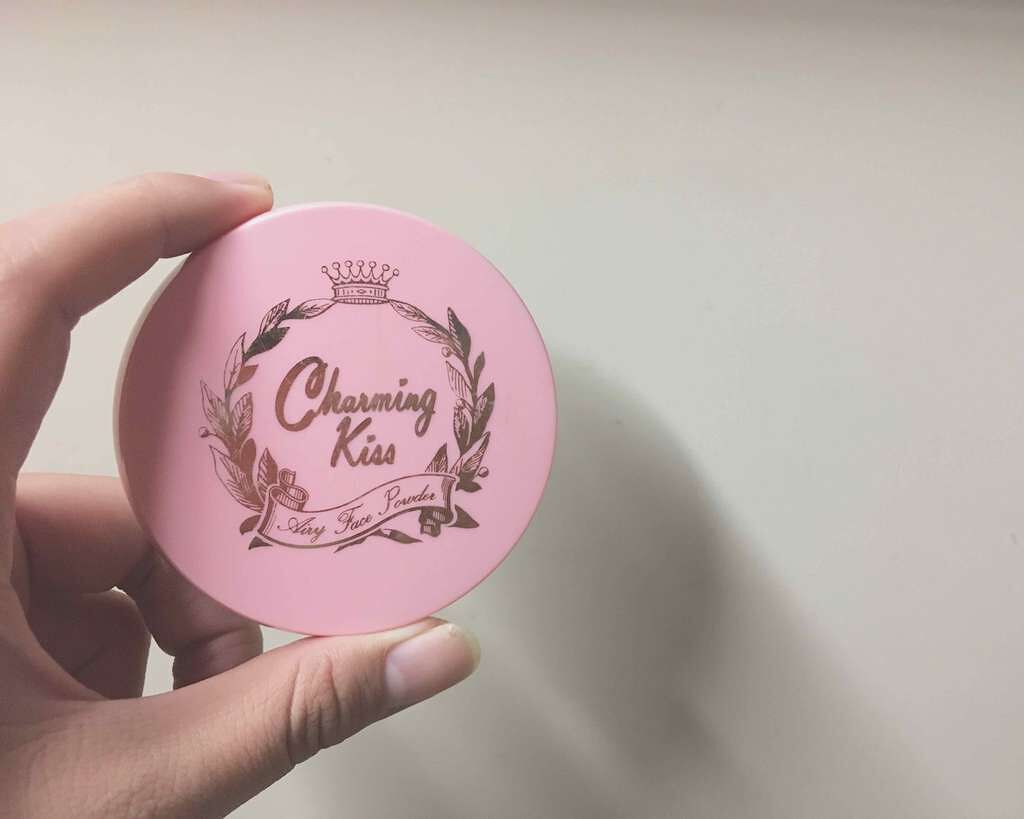 Charming
Kiss
Airy Face Powder